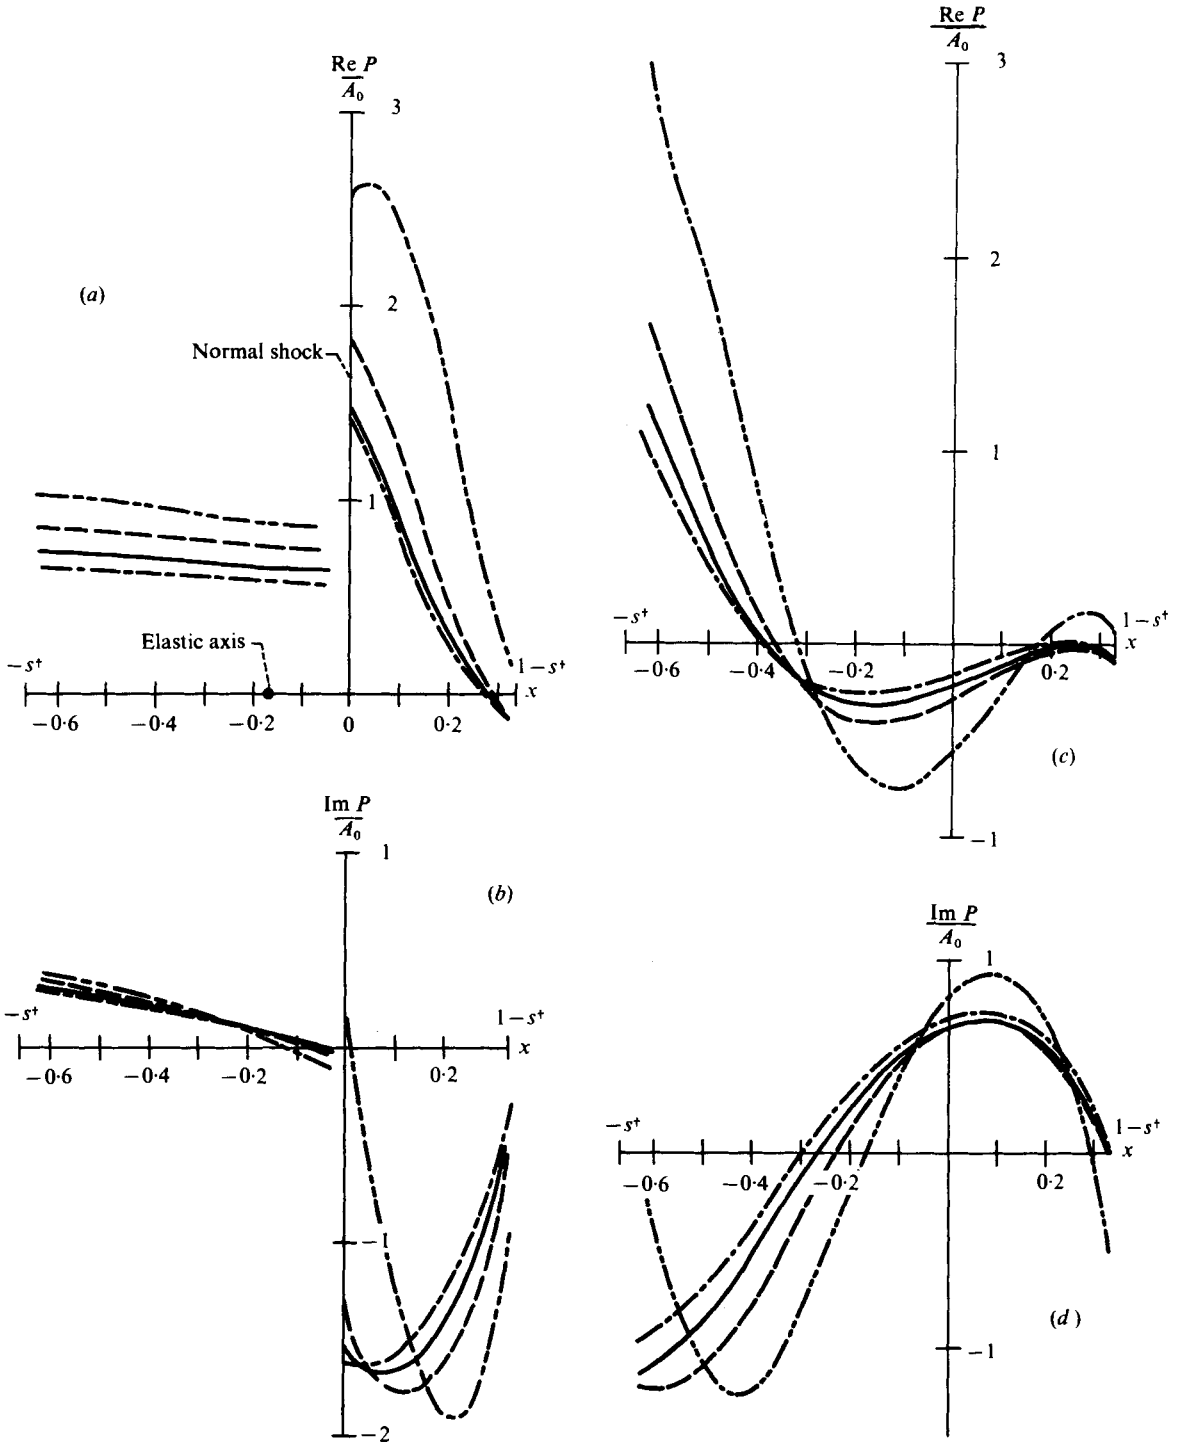 Re P
A₀
3
(a)
2
Normal shock
1
Elastic axis
−s† 1−s†
−0·6 −0·4 −0·2 0 0·2 x
Im P
A₀
1
(b)
−s† 1−s†
−0·6 −0·4 −0·2 0·2 x
−1
−2
Re P
A₀
3
2
1
−s† 1−s†
−0·6 −0·2 0·2 x
(c)
−1
Im P
A₀
1
−s† 1−s†
−0·6 −0·4 −0·2 0·2 x
(d)
−1